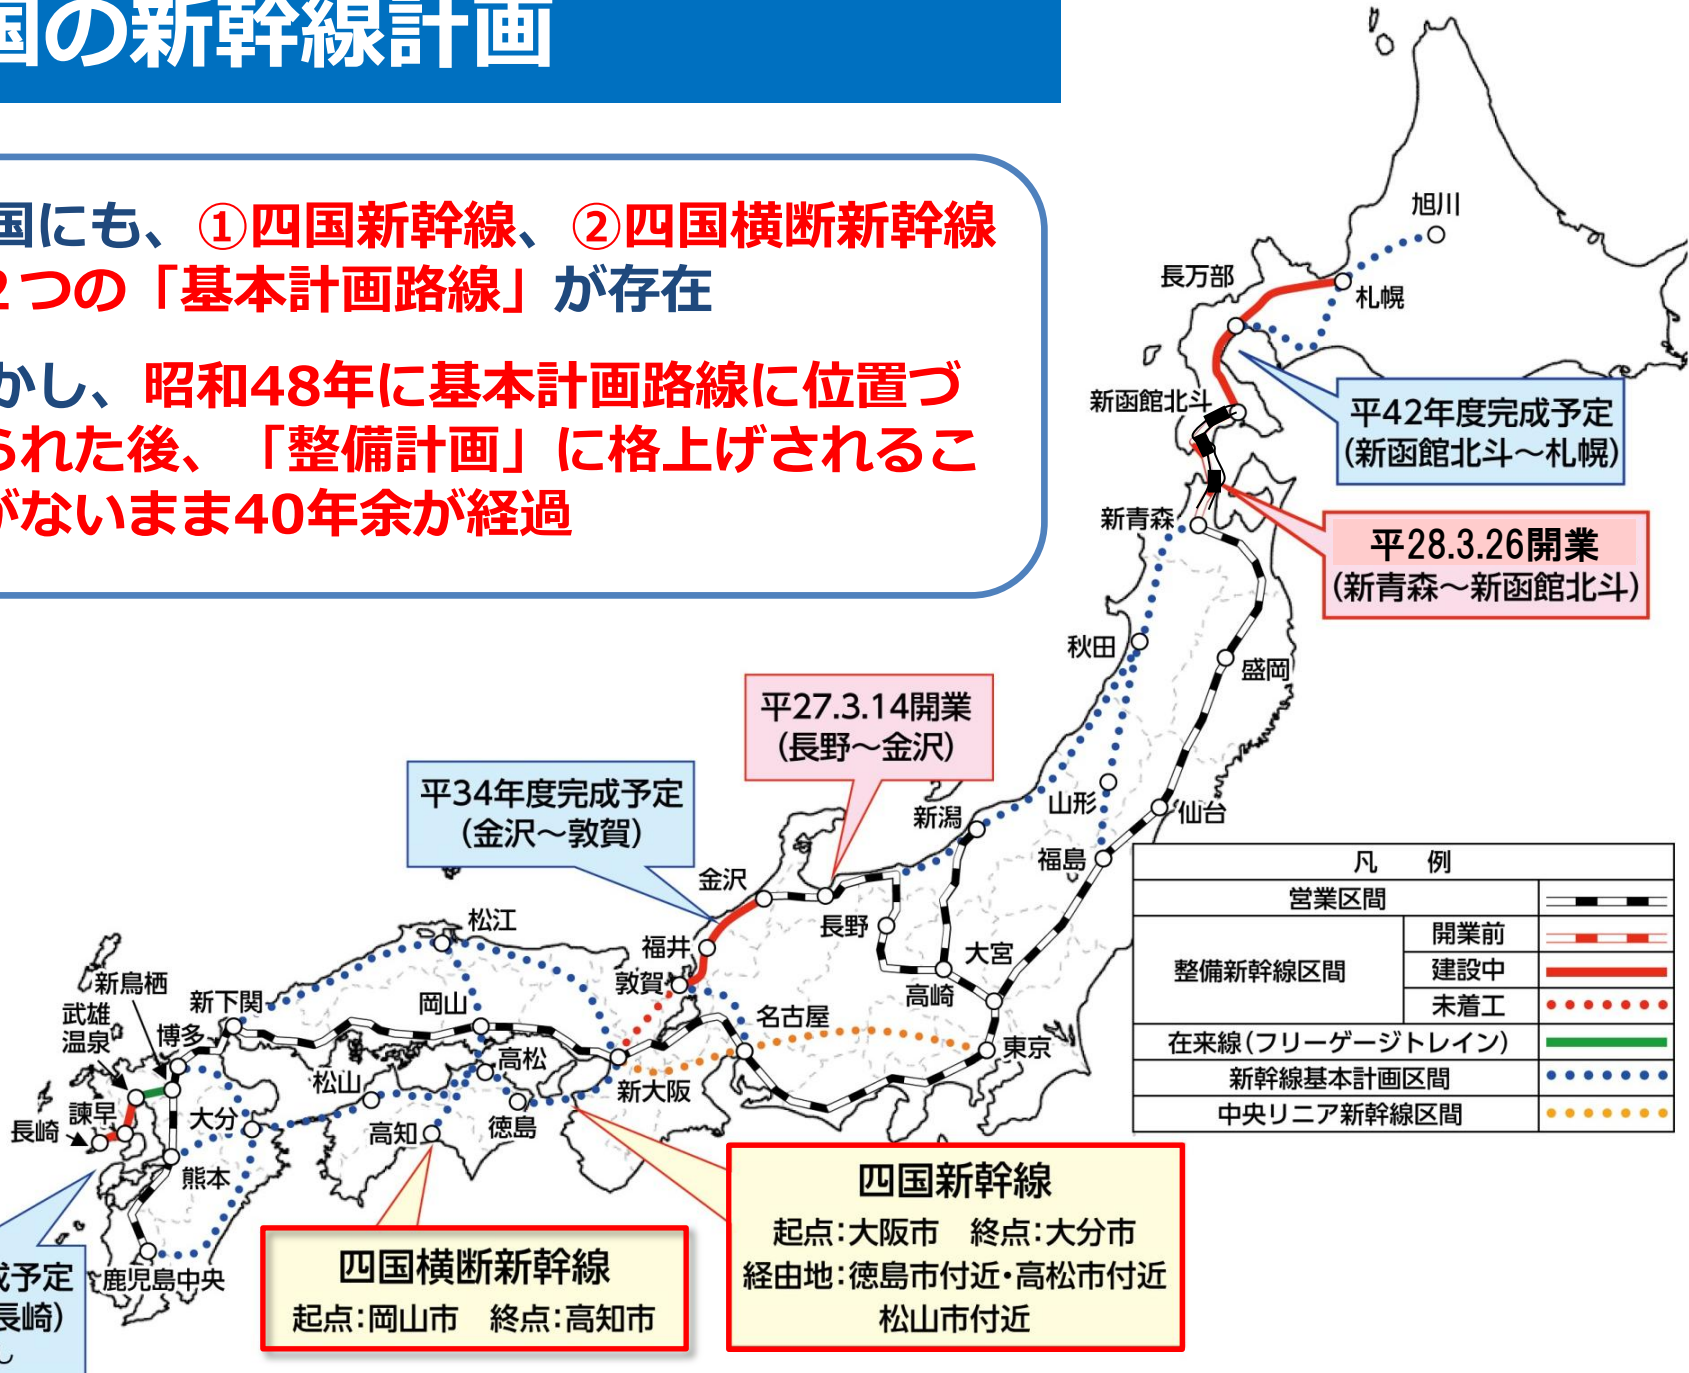 国の新幹線計画
国にも、①四国新幹線、②四国横断新幹線
2つの「基本計画路線」が存在
かし、昭和48年に基本計画路線に位置づ
られた後、「整備計画」に格上げされるこ
がないまま40年余が経過
旭川
長万部
札幌
新函館北斗
平42年度完成予定
(新函館北斗～札幌)
新青森
平28.3.26開業
(新青森～新函館北斗)
秋田
盛岡
平27.3.14開業
(長野～金沢)
平34年度完成予定
(金沢～敦賀)
新潟
山形
仙台
福島
金沢
長野
大宮
高崎
福井
敦賀
松江
岡山
名古屋
東京
新大阪
新鳥栖
武雄
温泉
新下関
博多
高松
松山
徳島
高知
大分
諫早
長崎
熊本
鹿児島中央
凡 例
営業区間
整備新幹線区間
開業前
建設中
未着工
在来線(フリーゲージトレイン)
新幹線基本計画区間
中央リニア新幹線区間
四国新幹線
起点:大阪市 終点:大分市
経由地:徳島市付近・高松市付近
松山市付近
四国横断新幹線
起点:岡山市 終点:高知市
成予定
長崎)